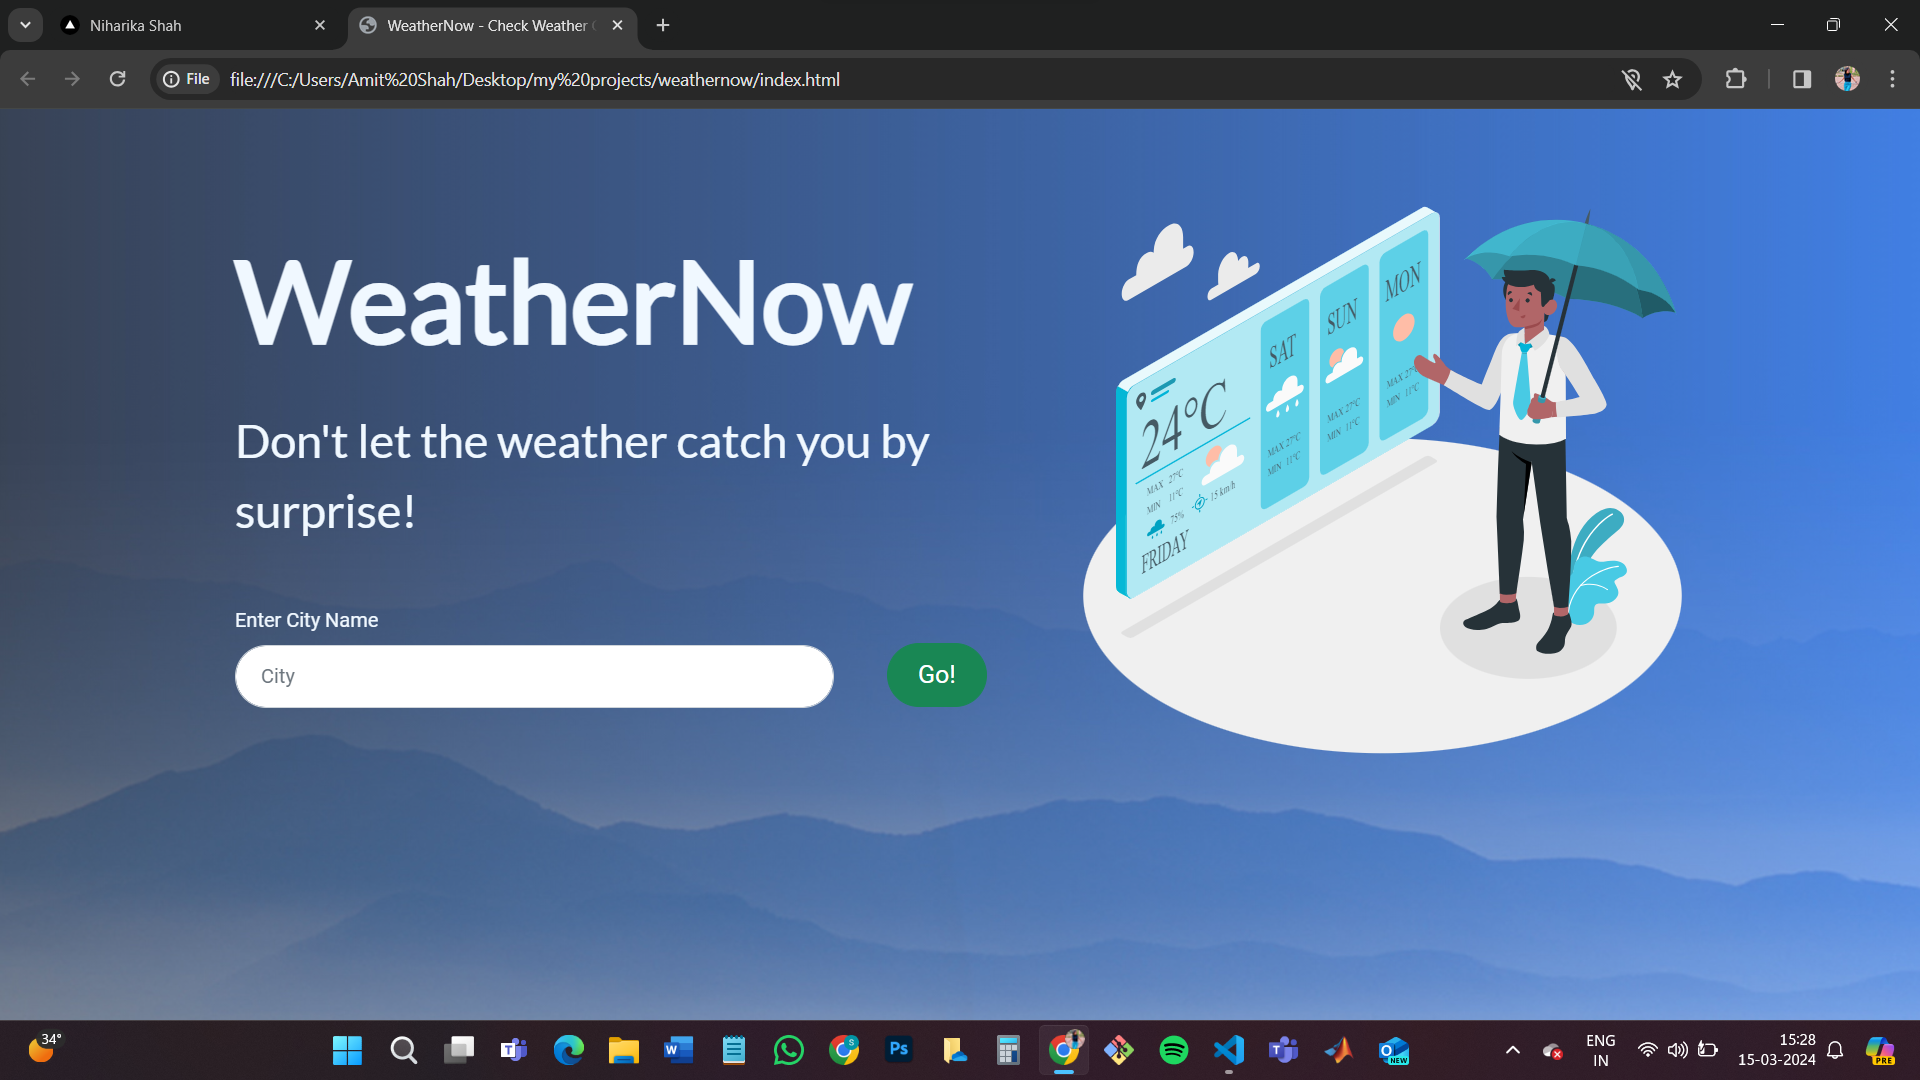 Niharika Shah
WeatherNow - Check Weather
File
file:///C:/Users/Amit%20Shah/Desktop/my%20projects/weathernow/index.html
WeatherNow
Don't let the weather catch you by
surprise!
Enter City Name
City
Go!
24°C
MAX 27°C
MIN 11°C
75%
15 km/h
FRIDAY
SAT
MAX 27°C
MIN 11°C
SUN
MAX 27°C
MIN 11°C
MON
MAX 27°C
MIN 11°C
34°
T
W
S
Ps
T
O
NEW
ENG
IN
15:28
15-03-2024
PRE